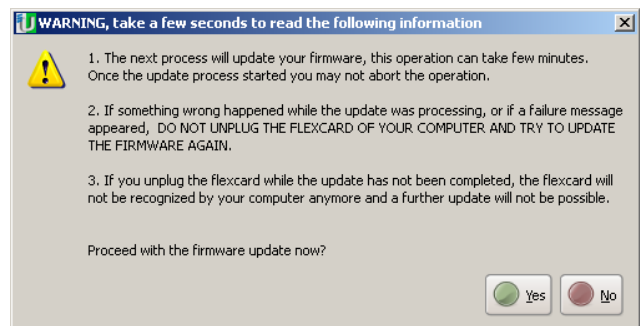 WARNING, take a few seconds to read the following information
1. The next process will update your firmware, this operation can take few minutes.
Once the update process started you may not abort the operation.
2. If something wrong happened while the update was processing, or if a failure message
appeared,  DO NOT UNPLUG THE FLEXCARD OF YOUR COMPUTER AND TRY TO UPDATE
THE FIRMWARE AGAIN.
3. If you unplug the flexcard while the update has not been completed, the flexcard will
not be recognized by your computer anymore and a further update will not be possible.
Proceed with the firmware update now?
Yes No